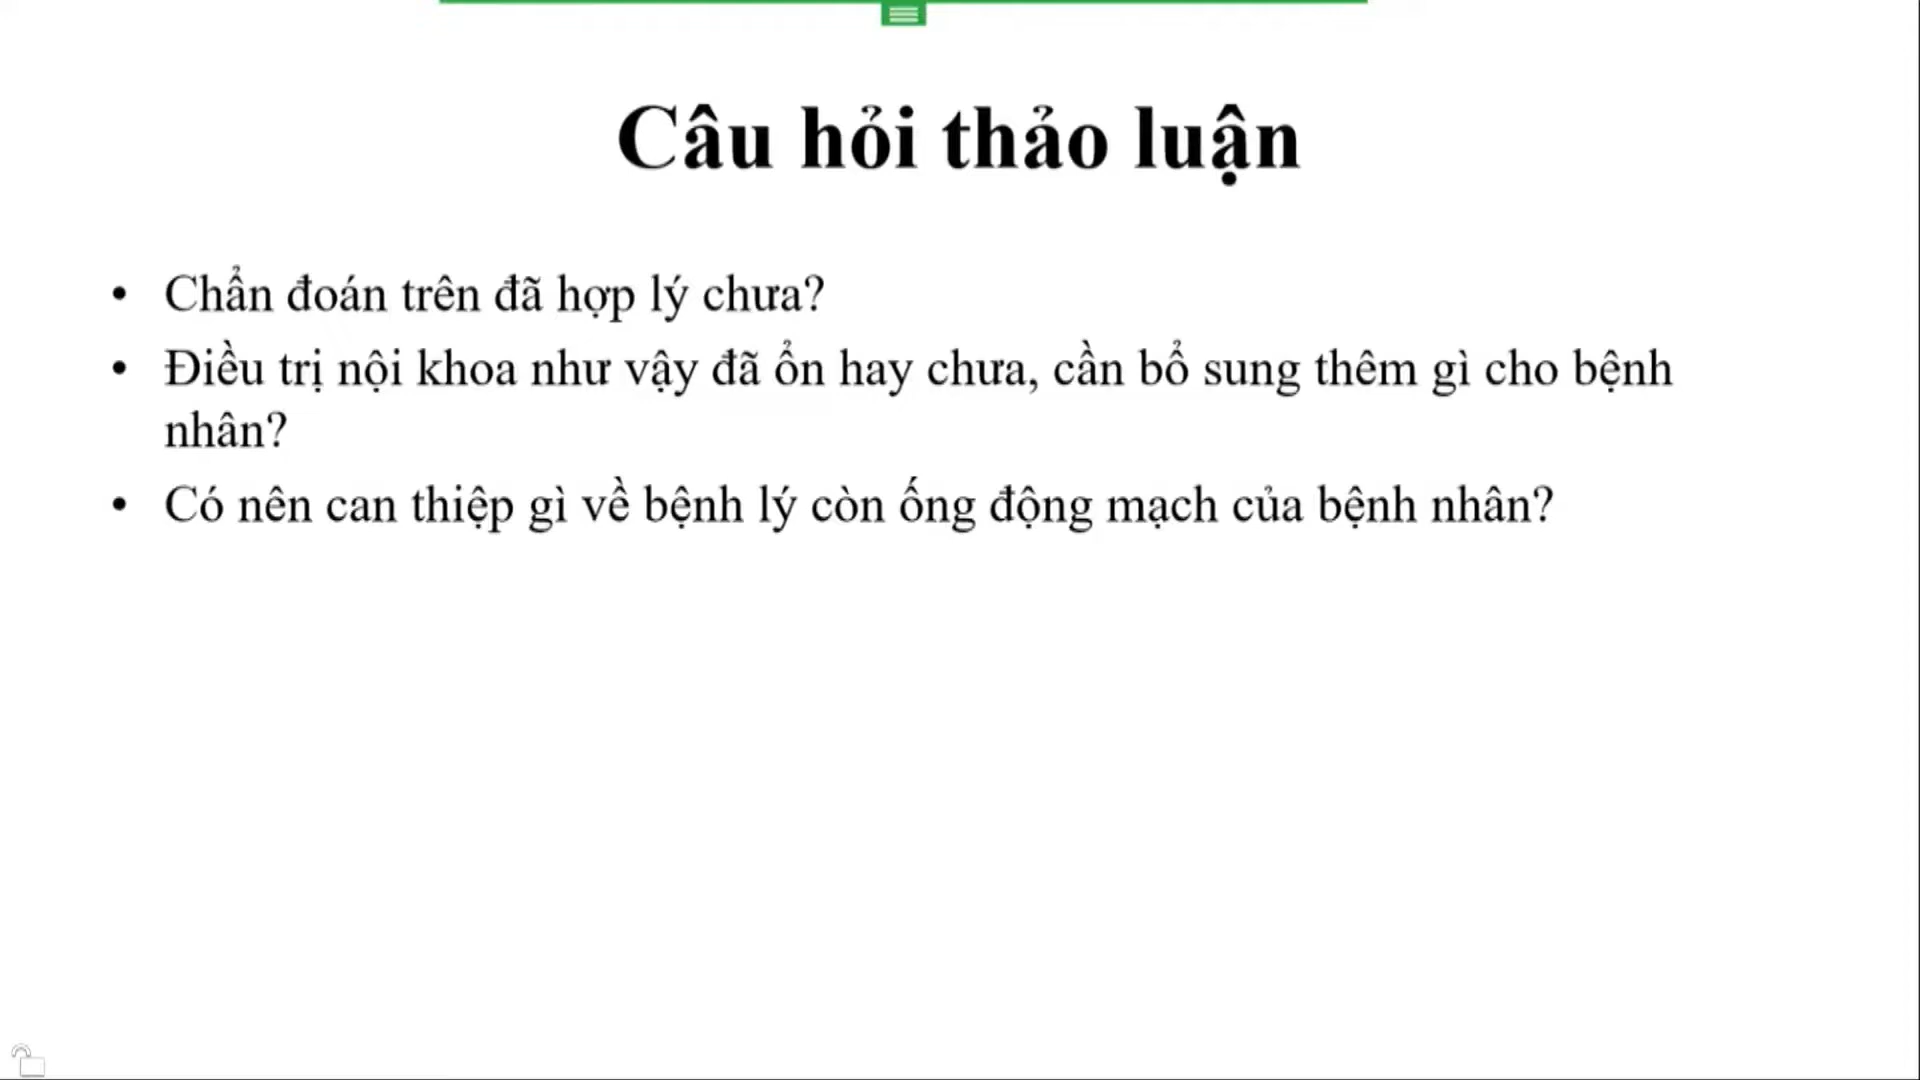 Câu hỏi thảo luận
• Chẩn đoán trên đã hợp lý chưa?
• Điều trị nội khoa như vậy đã ổn hay chưa, cần bổ sung thêm gì cho bệnh
nhân?
• Có nên can thiệp gì về bệnh lý còn ống động mạch của bệnh nhân?